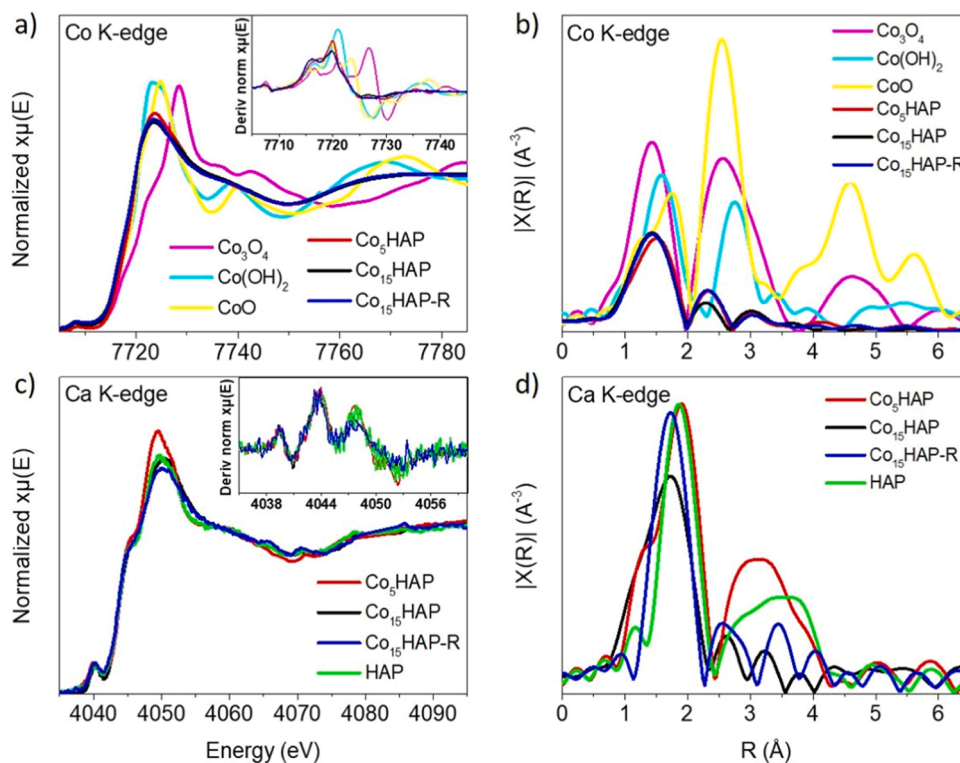 a) Co K-edge
Normalized xμ(E)
Deriv norm xμ(E)
7710 7720 7730 7740
Co₃O₄
Co(OH)₂
CoO
Co₅HAP
Co₁₅HAP
Co₁₅HAP-R
7720 7740 7760 7780
b) Co K-edge
|X(R)| (A⁻³)
Co₃O₄
Co(OH)₂
CoO
Co₅HAP
Co₁₅HAP
Co₁₅HAP-R
0 1 2 3 4 5 6
c) Ca K-edge
Normalized xμ(E)
Deriv norm xμ(E)
4038 4044 4050 4056
Co₅HAP
Co₁₅HAP
Co₁₅HAP-R
HAP
4040 4050 4060 4070 4080 4090
Energy (eV)
d) Ca K-edge
|X(R)| (A⁻³)
Co₅HAP
Co₁₅HAP
Co₁₅HAP-R
HAP
0 1 2 3 4 5 6
R (Å)